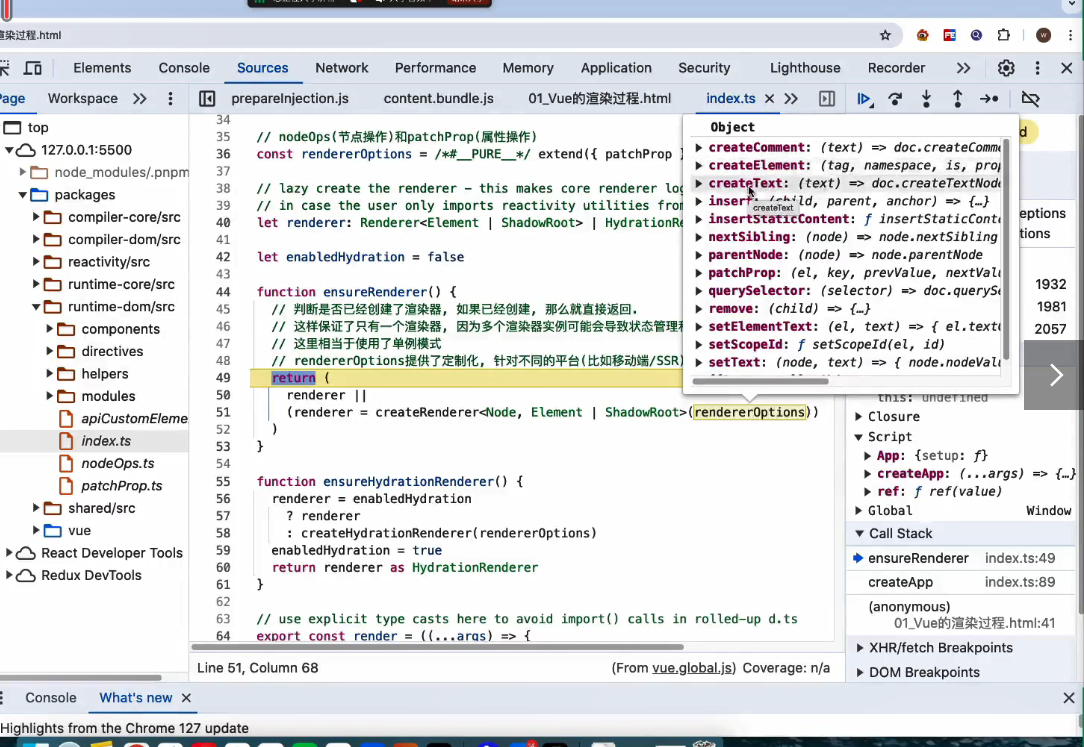 渲染过程.html
Elements Console Sources Network Performance Memory Application Security Lighthouse Recorder
Page Workspace
prepareInjection.js content.bundle.js 01_Vue的渲染过程.html index.ts
top
127.0.0.1:5500
node_modules/.pnpm
packages
compiler-core/src
compiler-dom/src
reactivity/src
runtime-core/src
runtime-dom/src
components
directives
helpers
modules
apiCustomEleme
index.ts
nodeOps.ts
patchProp.ts
shared/src
vue
React Developer Tools
Redux DevTools
34
35 // nodeOps(节点操作)和patchProp(属性操作)
36 const rendererOptions = /*#__PURE__*/ extend({ patchProp }
37
38 // lazy create the renderer - this makes core renderer log
39 // in case the user only imports reactivity utilities from
40 let renderer: Renderer<Element | ShadowRoot> | HydrationRe
41
42 let enabledHydration = false
43
44 function ensureRenderer() {
45 // 判断是否已经创建了渲染器, 如果已经创建, 那么就直接返回.
46 // 这样保证了只有一个渲染器, 因为多个渲染器实例可能会导致状态管理和
47 // 这里相当于使用了单例模式
48 // rendererOptions提供了定制化, 针对不同的平台(比如移动端/SSR)
49 return (
50 renderer ||
51 (renderer = createRenderer<Node, Element | ShadowRoot>(rendererOptions))
52 )
53 }
54
55 function ensureHydrationRenderer() {
56 renderer = enabledHydration
57 ? renderer
58 : createHydrationRenderer(rendererOptions)
59 enabledHydration = true
60 return renderer as HydrationRenderer
61 }
62
63 // use explicit type casts here to avoid import() calls in rolled-up d.ts
64 export const render = ((...args) => {
Line 51, Column 68 (From vue.global.js) Coverage: n/a
Object
createComment: (text) => doc.createComme
createElement: (tag, namespace, is, prop
createText: (text) => doc.createTextNode
insert: (child, parent, anchor) => {…}
createText
insertStaticContent: ƒ insertStaticConte
nextSibling: (node) => node.nextSibling
parentNode: (node) => node.parentNode
patchProp: (el, key, prevValue, nextValu
querySelector: (selector) => doc.querySe
remove: (child) => {…}
setElementText: (el, text) => { el.text
setScopeId: ƒ setScopeId(el, id)
setText: (node, text) => { node.nodeValu
d
eptions
tions
1932
1981
2057
this: undefined
Closure
Script
App: {setup: ƒ}
createApp: (...args) => {…}
ref: ƒ ref(value)
Global Window
Call Stack
ensureRenderer index.ts:49
createApp index.ts:89
(anonymous)
01_Vue的渲染过程.html:41
XHR/fetch Breakpoints
DOM Breakpoints
Console What's new
Highlights from the Chrome 127 update